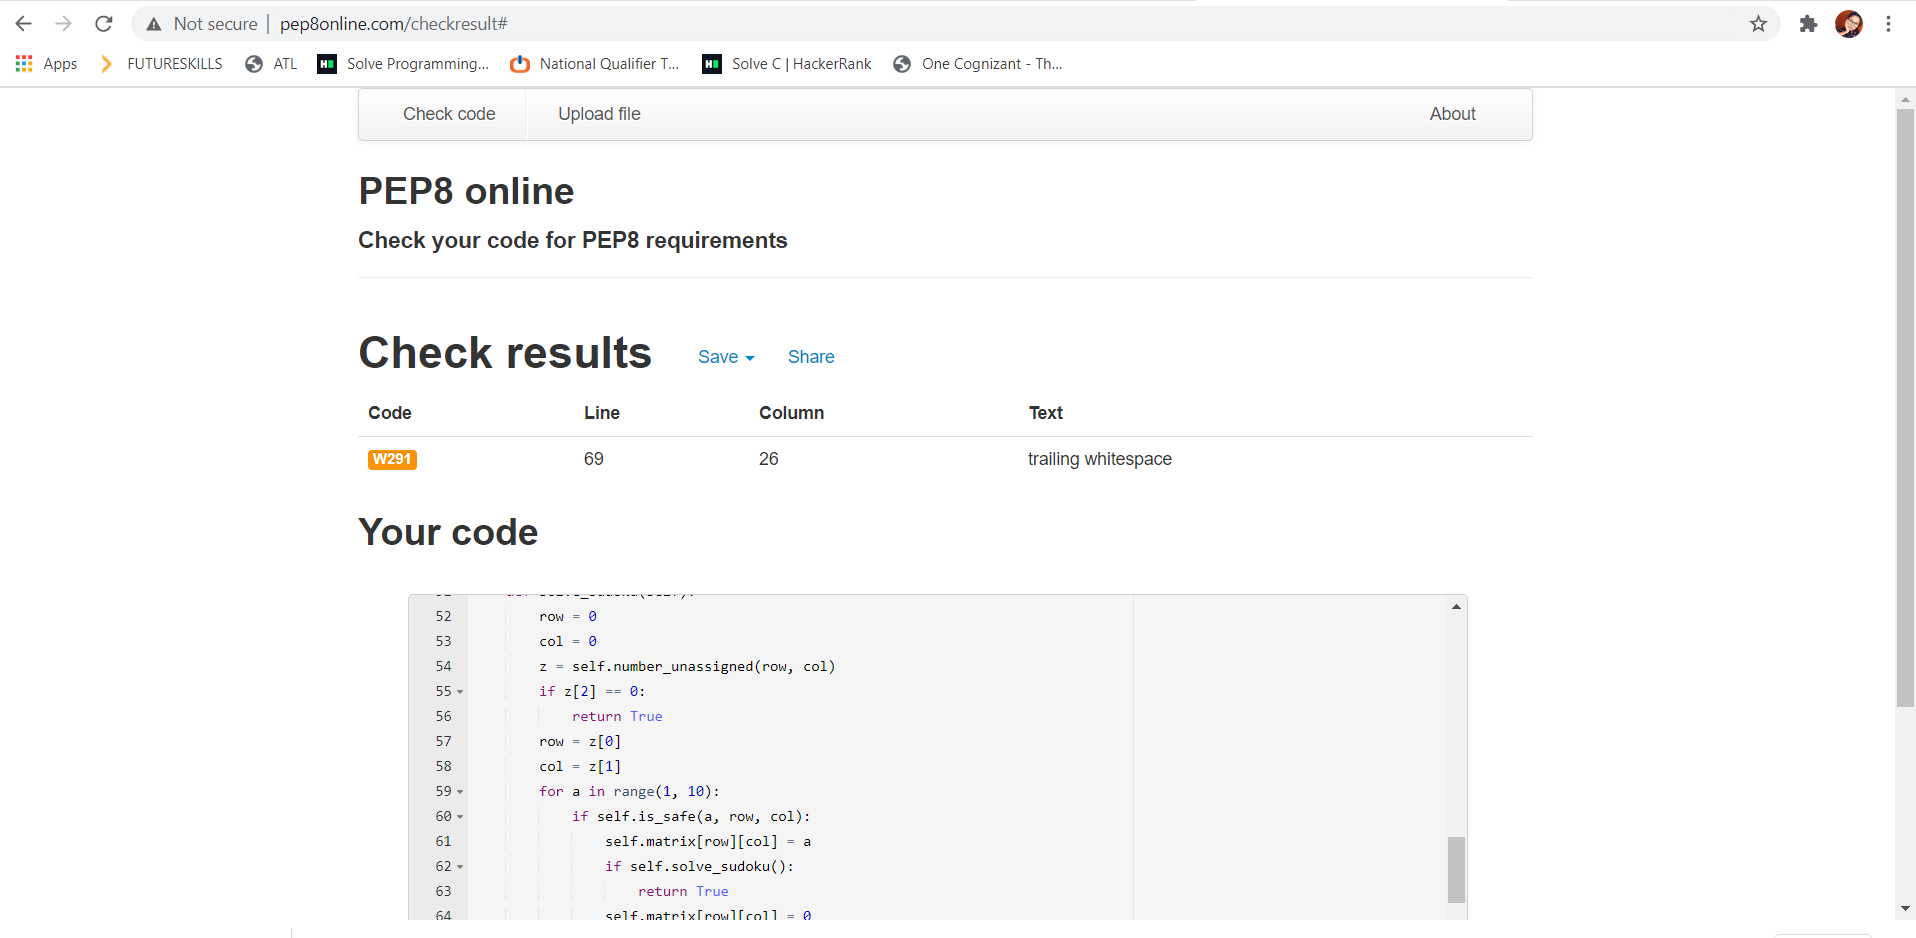 Not secure | pep8online.com/checkresult#
Apps FUTURESKILLS ATL Solve Programming... National Qualifier T... Solve C | HackerRank One Cognizant - Th...
Check code Upload file About
PEP8 online
Check your code for PEP8 requirements
Check results Save Share
Code Line Column Text
W291 69 26 trailing whitespace
Your code
52 row = 0
53 col = 0
54 z = self.number_unassigned(row, col)
55 if z[2] == 0:
56 return True
57 row = z[0]
58 col = z[1]
59 for a in range(1, 10):
60 if self.is_safe(a, row, col):
61 self.matrix[row][col] = a
62 if self.solve_sudoku():
63 return True
64 self.matrix[row][col] = 0